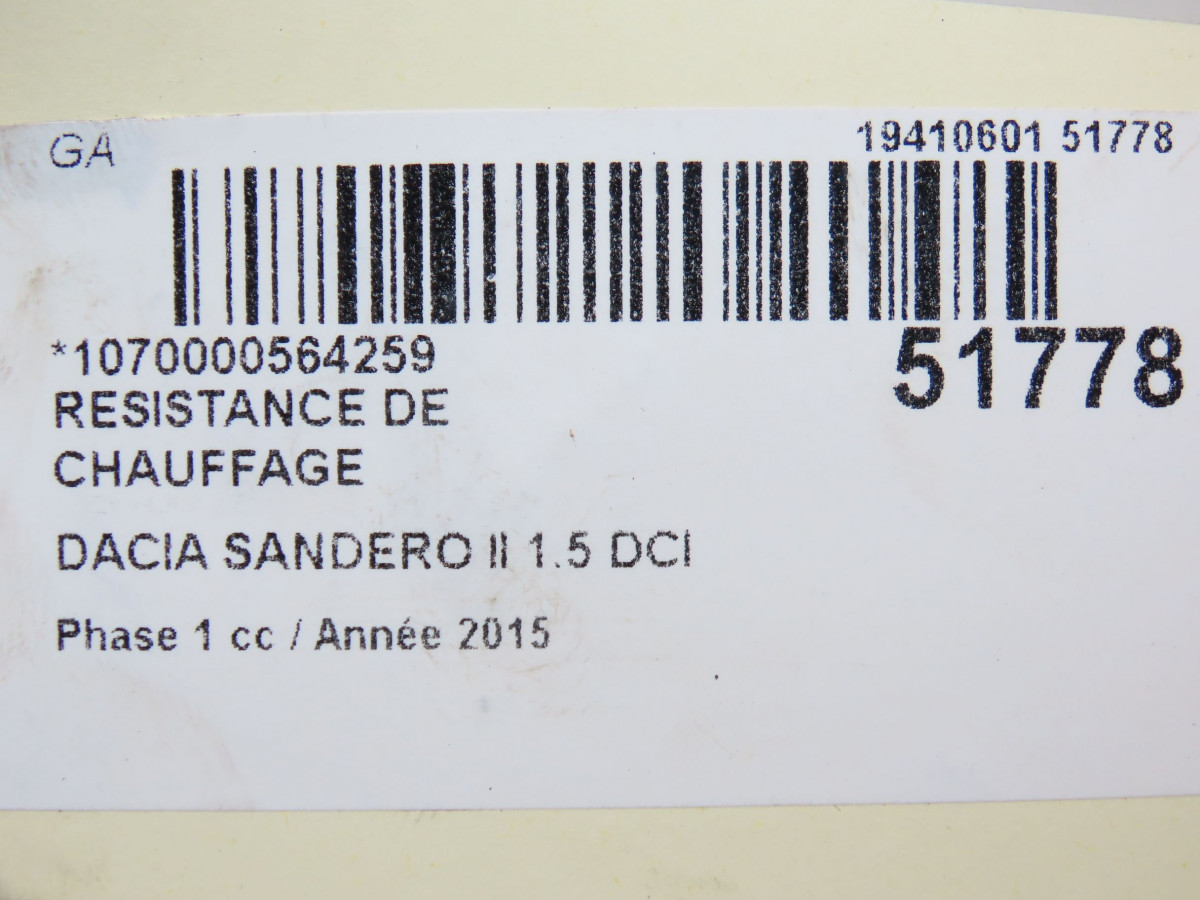 GA
19410601 51778
*1070000564259
51778
RESISTANCE DE
CHAUFFAGE
DACIA SANDERO II 1.5 DCI
Phase 1 cc / Année 2015